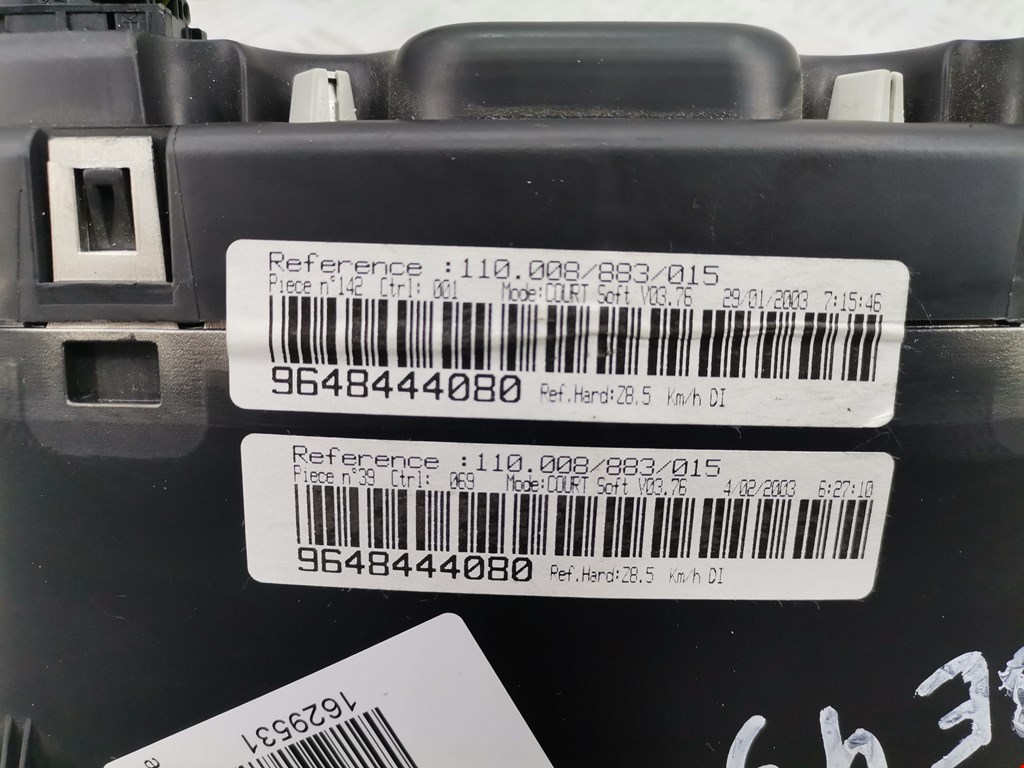 Reference :110.008/883/015
Piece n°142 Ctrl: 001 Mode:COURT Soft V03.76 29/01/2003 7:15:46
9648444080 Ref.Hard:Z8.5 Km/h DI
Reference :110.008/883/015
Piece n°39 Ctrl: 069 Mode:COURT Soft V03.76 4/02/2003 6:27:10
9648444080 Ref.Hard:Z8.5 Km/h DI
1629531